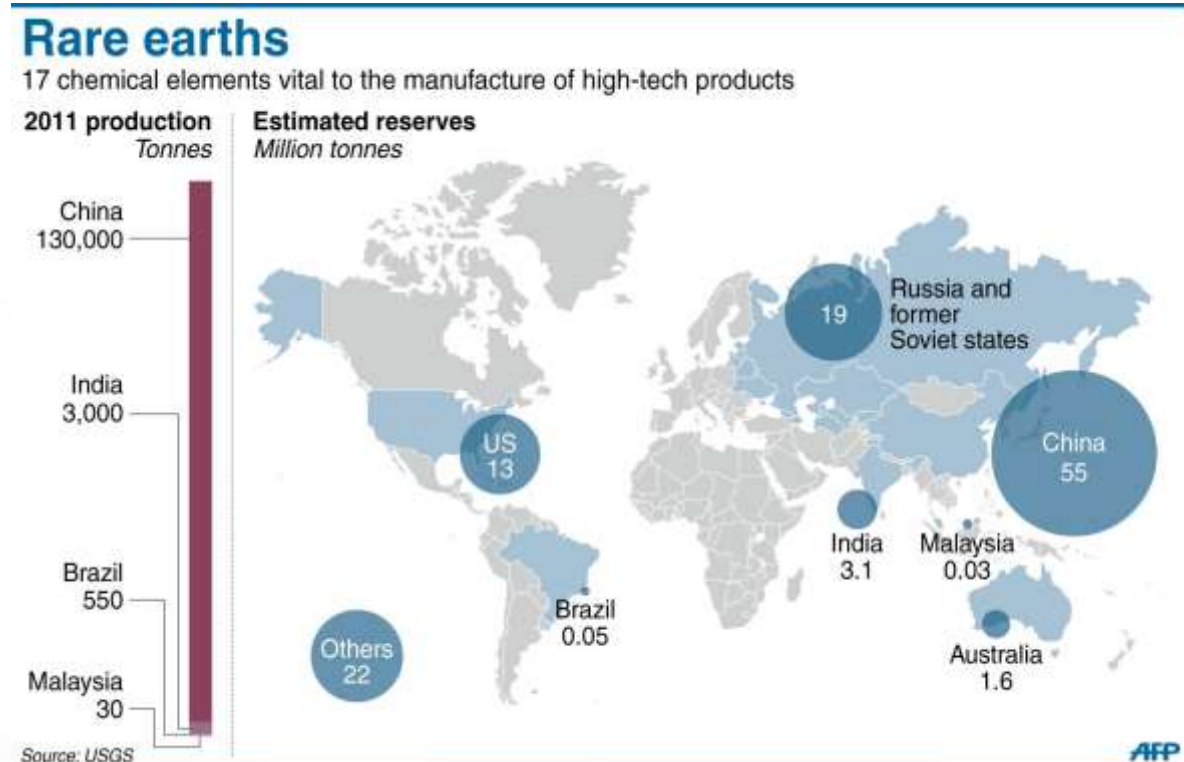 Rare earths
17 chemical elements vital to the manufacture of high-tech products
2011 production
Tonnes
China
130,000
India
3,000
Brazil
550
Malaysia
30
Source: USGS
Estimated reserves
Million tonnes
19
Russia and
former
Soviet states
US
13
China
55
India
3.1
Malaysia
0.03
Brazil
0.05
Others
22
Australia
1.6
AFP